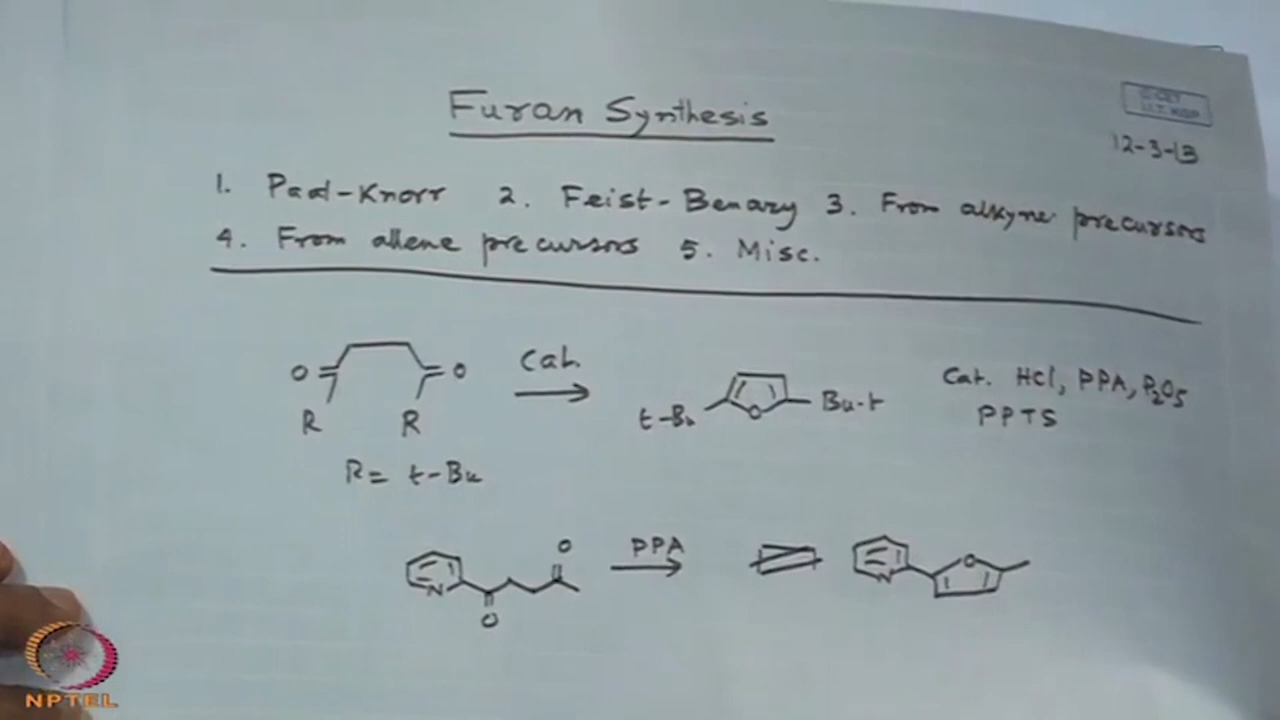 Furan Synthesis
12-3-13
1. Paal-Knorr 2. Feist-Benary 3. From alkyne precursors
4. From allene precursors 5. Misc.
O O Cat. t-Bu O Bu-t Cat. HCl, PPA, P2O5
R R PPTS
R = t-Bu
N O O PPA N O
NPTEL